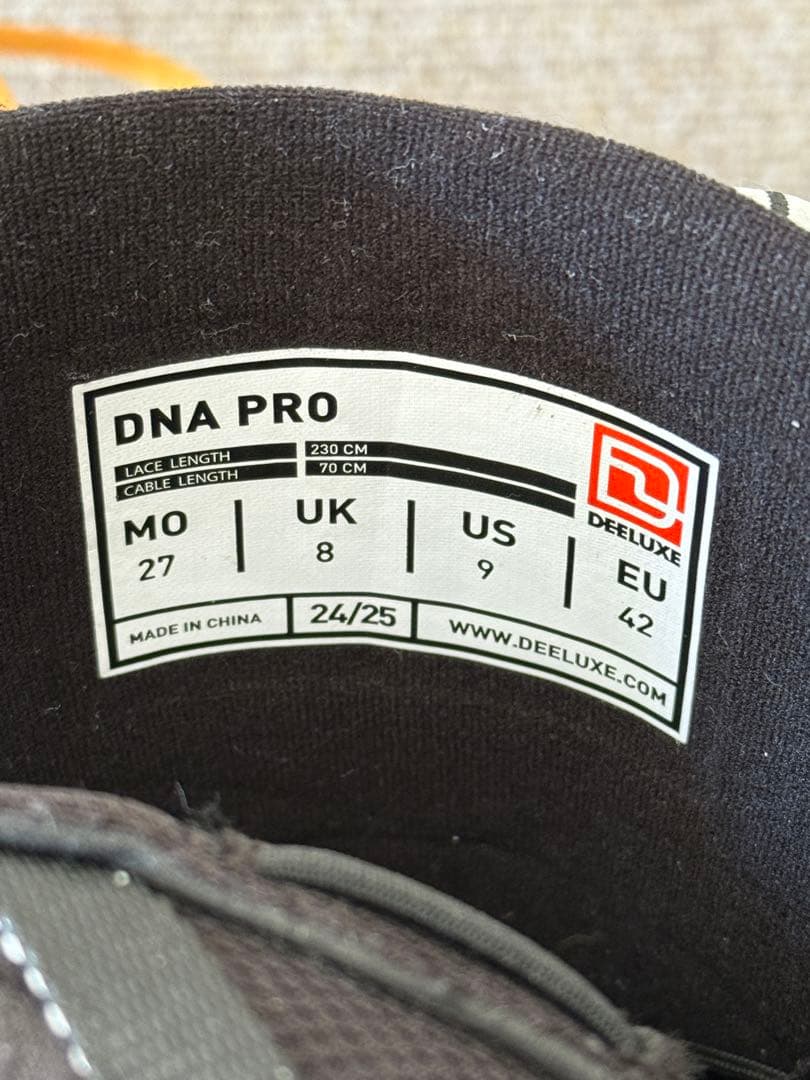 DNA PRO
LACE LENGTH 230 CM
CABLE LENGTH 70 CM
DEELUXE
MO UK US EU
27 8 9 42
MADE IN CHINA 24/25 WWW.DEELUXE.COM